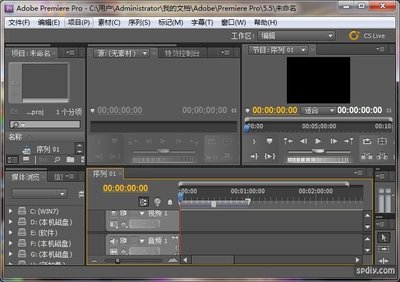 Adobe Premiere Pro - C:\用户\Administrator\我的文档\Adobe\Premiere Pro\5.5\未命名
文件(F) 编辑(E) 项目(P) 素材(C) 序列(S) 标记(M) 字幕(T) 窗口(W) 帮助(H)
工作区: 编辑 CS Live
项目:未命名
源:(无素材) 特效控制台
节目:序列 01
...proj 1 个分项
00;00;00;00 00;00;00;00
00:00:00:00 适合 00:00:00:00
00:00 00:05:00:00 00:10
名称
序列 01
媒体浏览 信
序列 01
00:00:00:00
00:00 00:01:00:00 00:02:00:00
C: (WIN7)
D: (本机磁盘)
E: (软件)
F: (本机磁盘)
G: (本机磁盘)
视频 1
音频 1
spdiy.com